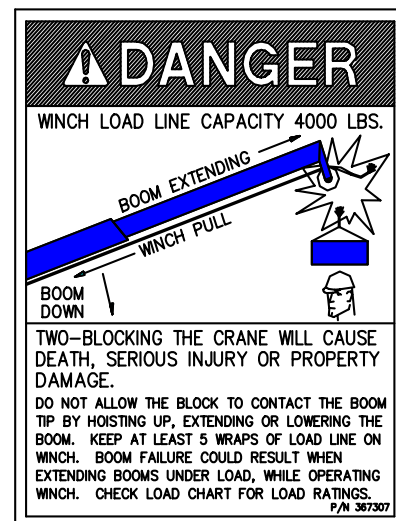 DANGER
WINCH LOAD LINE CAPACITY 4000 LBS.
BOOM EXTENDING
WINCH PULL
BOOM
DOWN
TWO-BLOCKING THE CRANE WILL CAUSE
DEATH, SERIOUS INJURY OR PROPERTY
DAMAGE.
DO NOT ALLOW THE BLOCK TO CONTACT THE BOOM
TIP BY HOISTING UP, EXTENDING OR LOWERING THE
BOOM. KEEP AT LEAST 5 WRAPS OF LOAD LINE ON
WINCH. BOOM FAILURE COULD RESULT WHEN
EXTENDING BOOMS UNDER LOAD, WHILE OPERATING
WINCH. CHECK LOAD CHART FOR LOAD RATINGS.
P/N 367307